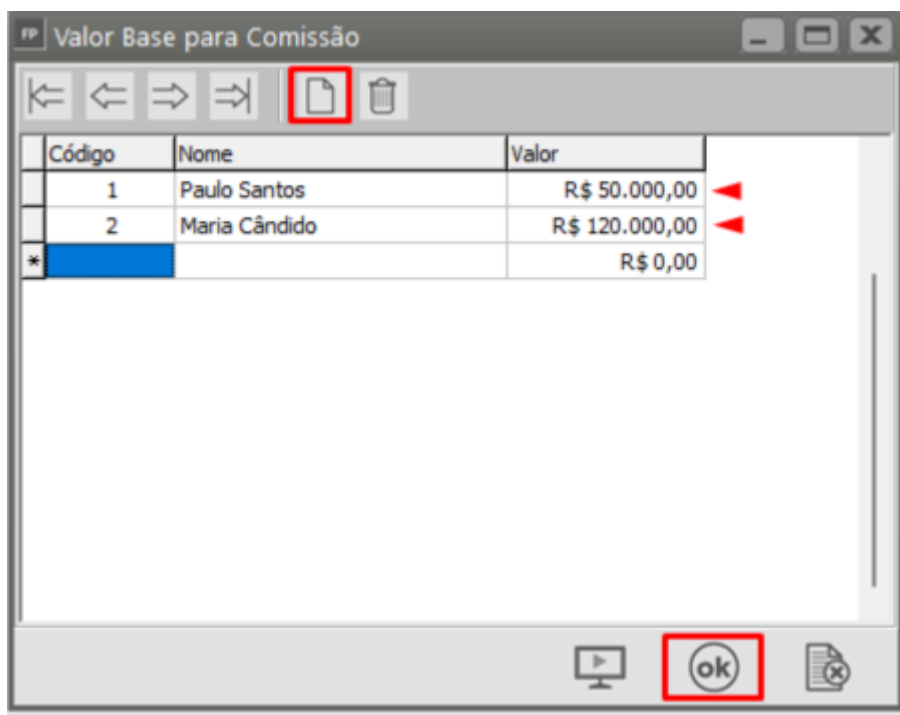 FP Valor Base para Comissão
Código Nome Valor
1 Paulo Santos R$ 50.000,00
2 Maria Cândido R$ 120.000,00
* R$ 0,00
ok